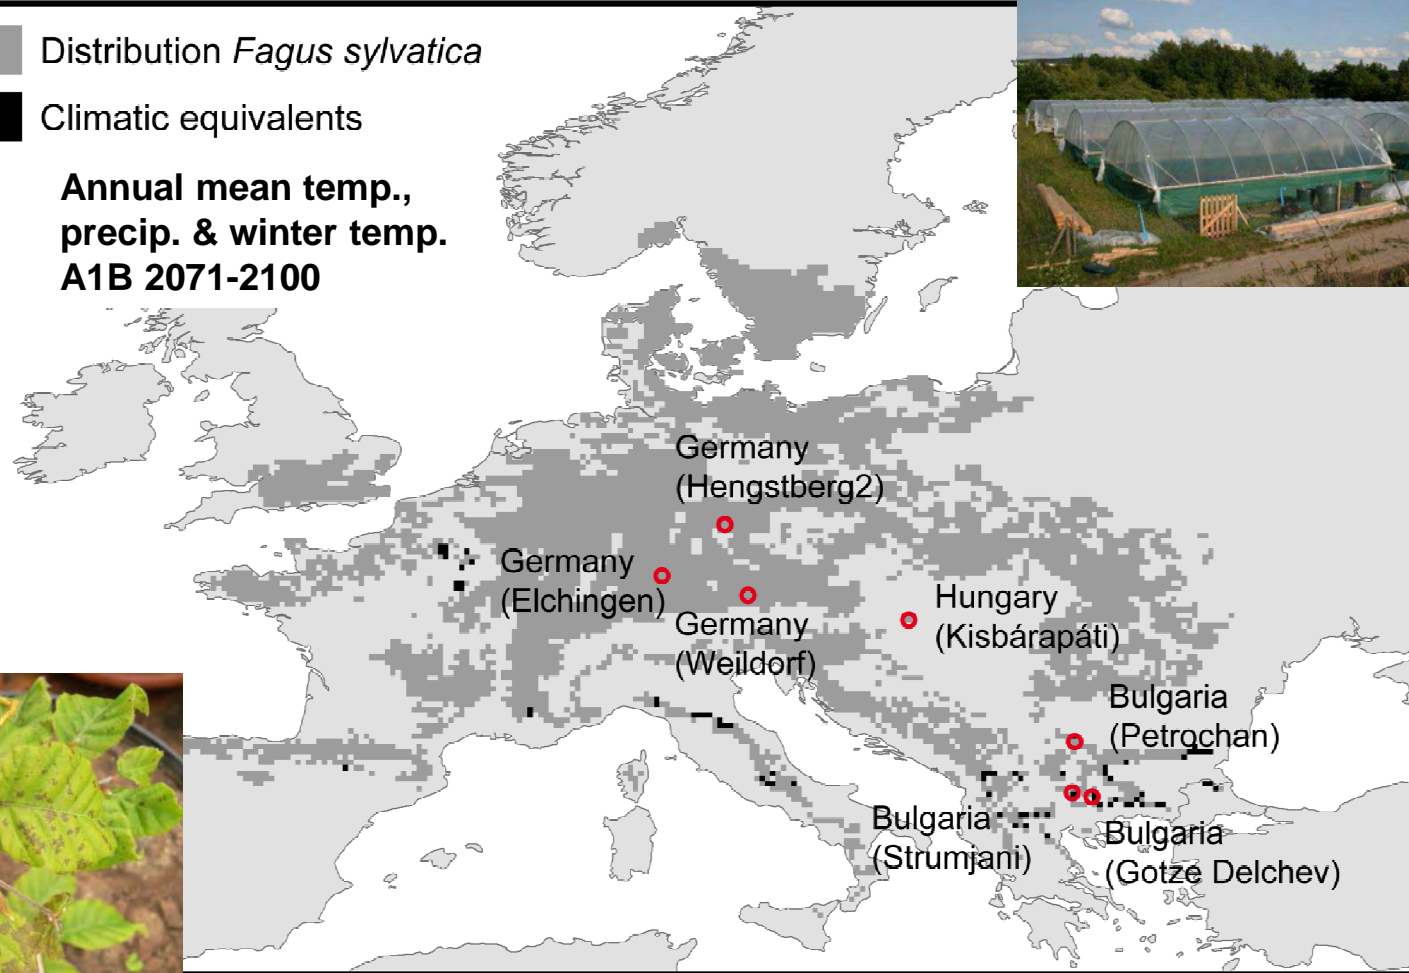 Distribution Fagus sylvatica
Climatic equivalents
Annual mean temp.,
precip. & winter temp.
A1B 2071-2100
Germany
(Hengstberg2)
Germany
(Elchingen)
Germany
(Weildorf)
Hungary
(Kisbárapáti)
Bulgaria
(Petrochan)
Bulgaria
(Strumjani)
Bulgaria
(Gotze Delchev)